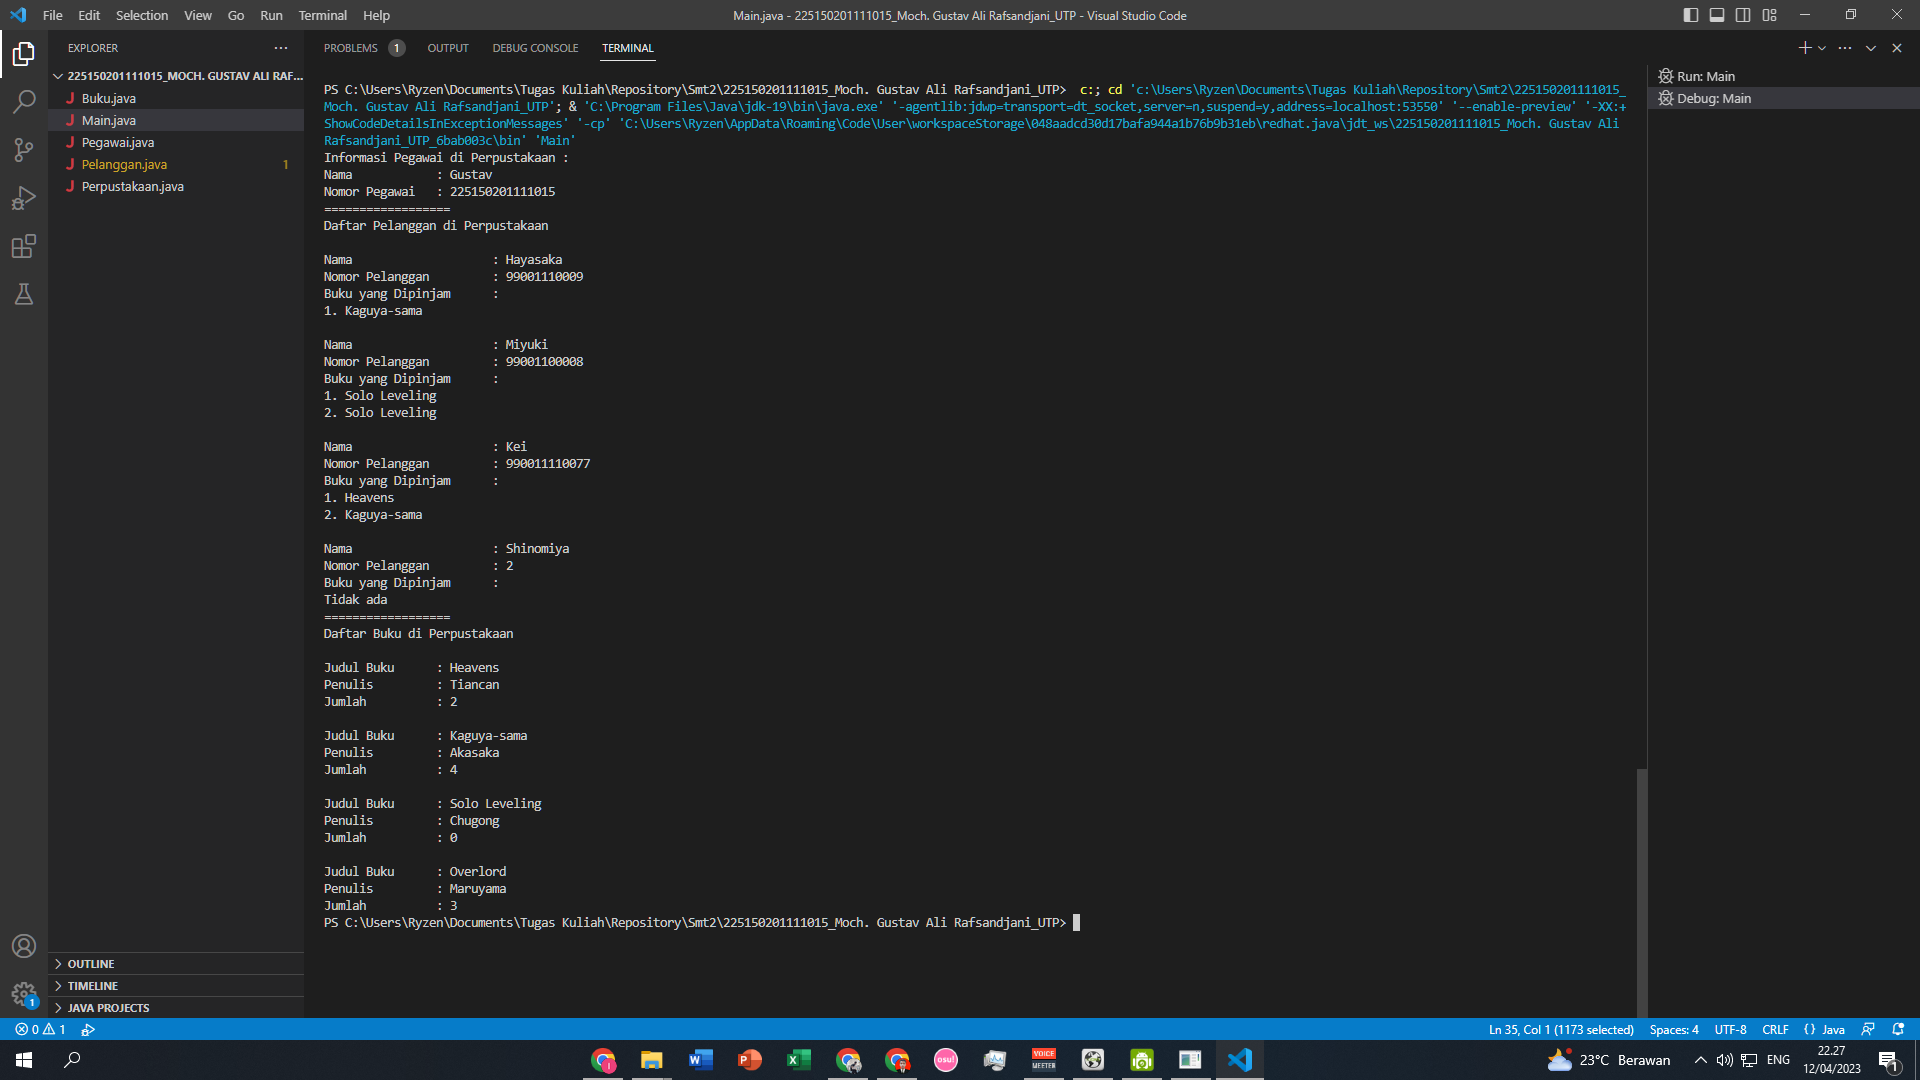 File Edit Selection View Go Run Terminal Help
Main.java - 225150201111015_Moch. Gustav Ali Rafsandjani_UTP - Visual Studio Code
EXPLORER
225150201111015_MOCH. GUSTAV ALI RAF...
J Buku.java
J Main.java
J Pegawai.java
J Pelanggan.java 1
J Perpustakaan.java
OUTLINE
TIMELINE
JAVA PROJECTS
PROBLEMS 1 OUTPUT DEBUG CONSOLE TERMINAL
PS C:\Users\Ryzen\Documents\Tugas Kuliah\Repository\Smt2\225150201111015_Moch. Gustav Ali Rafsandjani_UTP>  c:; cd 'c:\Users\Ryzen\Documents\Tugas Kuliah\Repository\Smt2\225150201111015_
Moch. Gustav Ali Rafsandjani_UTP'; & 'C:\Program Files\Java\jdk-19\bin\java.exe' '-agentlib:jdwp=transport=dt_socket,server=n,suspend=y,address=localhost:53550' '--enable-preview' '-XX:+
ShowCodeDetailsInExceptionMessages' '-cp' 'C:\Users\Ryzen\AppData\Roaming\Code\User\workspaceStorage\048aadcd30d17bafa944a1b76b9b31eb\redhat.java\jdt_ws\225150201111015_Moch. Gustav Ali
Rafsandjani_UTP_6bab003c\bin' 'Main'
Informasi Pegawai di Perpustakaan :
Nama : Gustav
Nomor Pegawai : 225150201111015
==================
Daftar Pelanggan di Perpustakaan
Nama : Hayasaka
Nomor Pelanggan : 99001110009
Buku yang Dipinjam :
1. Kaguya-sama
Nama : Miyuki
Nomor Pelanggan : 99001100008
Buku yang Dipinjam :
1. Solo Leveling
2. Solo Leveling
Nama : Kei
Nomor Pelanggan : 990011110077
Buku yang Dipinjam :
1. Heavens
2. Kaguya-sama
Nama : Shinomiya
Nomor Pelanggan : 2
Buku yang Dipinjam :
Tidak ada
==================
Daftar Buku di Perpustakaan
Judul Buku : Heavens
Penulis : Tiancan
Jumlah : 2
Judul Buku : Kaguya-sama
Penulis : Akasaka
Jumlah : 4
Judul Buku : Solo Leveling
Penulis : Chugong
Jumlah : 0
Judul Buku : Overlord
Penulis : Maruyama
Jumlah : 3
PS C:\Users\Ryzen\Documents\Tugas Kuliah\Repository\Smt2\225150201111015_Moch. Gustav Ali Rafsandjani_UTP>
Run: Main
Debug: Main
1
0 1
Ln 35, Col 1 (1173 selected) Spaces: 4 UTF-8 CRLF {} Java
osu!
VOICE MEETER
23°C Berawan
ENG
22.27
12/04/2023
1